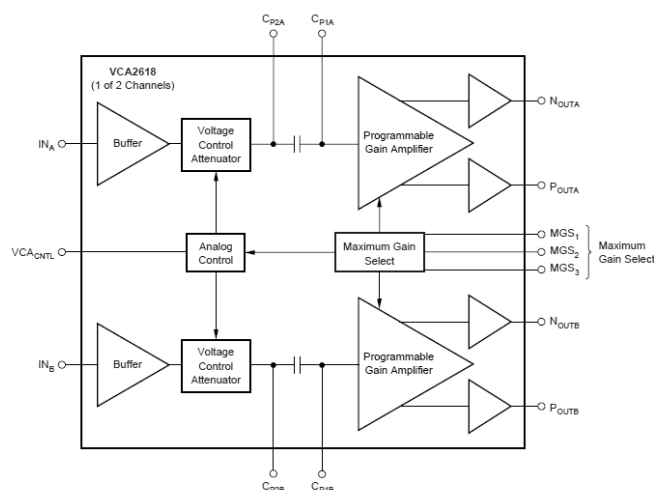 CP2A
CP1A
VCA2618
(1 of 2 Channels)
INA
Buffer
Voltage
Control
Attenuator
Programmable
Gain Amplifier
NOUTA
POUTA
VCACNTL
Analog
Control
Maximum Gain
Select
MGS1
MGS2
MGS3
Maximum
Gain Select
INB
Buffer
Voltage
Control
Attenuator
Programmable
Gain Amplifier
NOUTB
POUTB
CP2B
CP1B